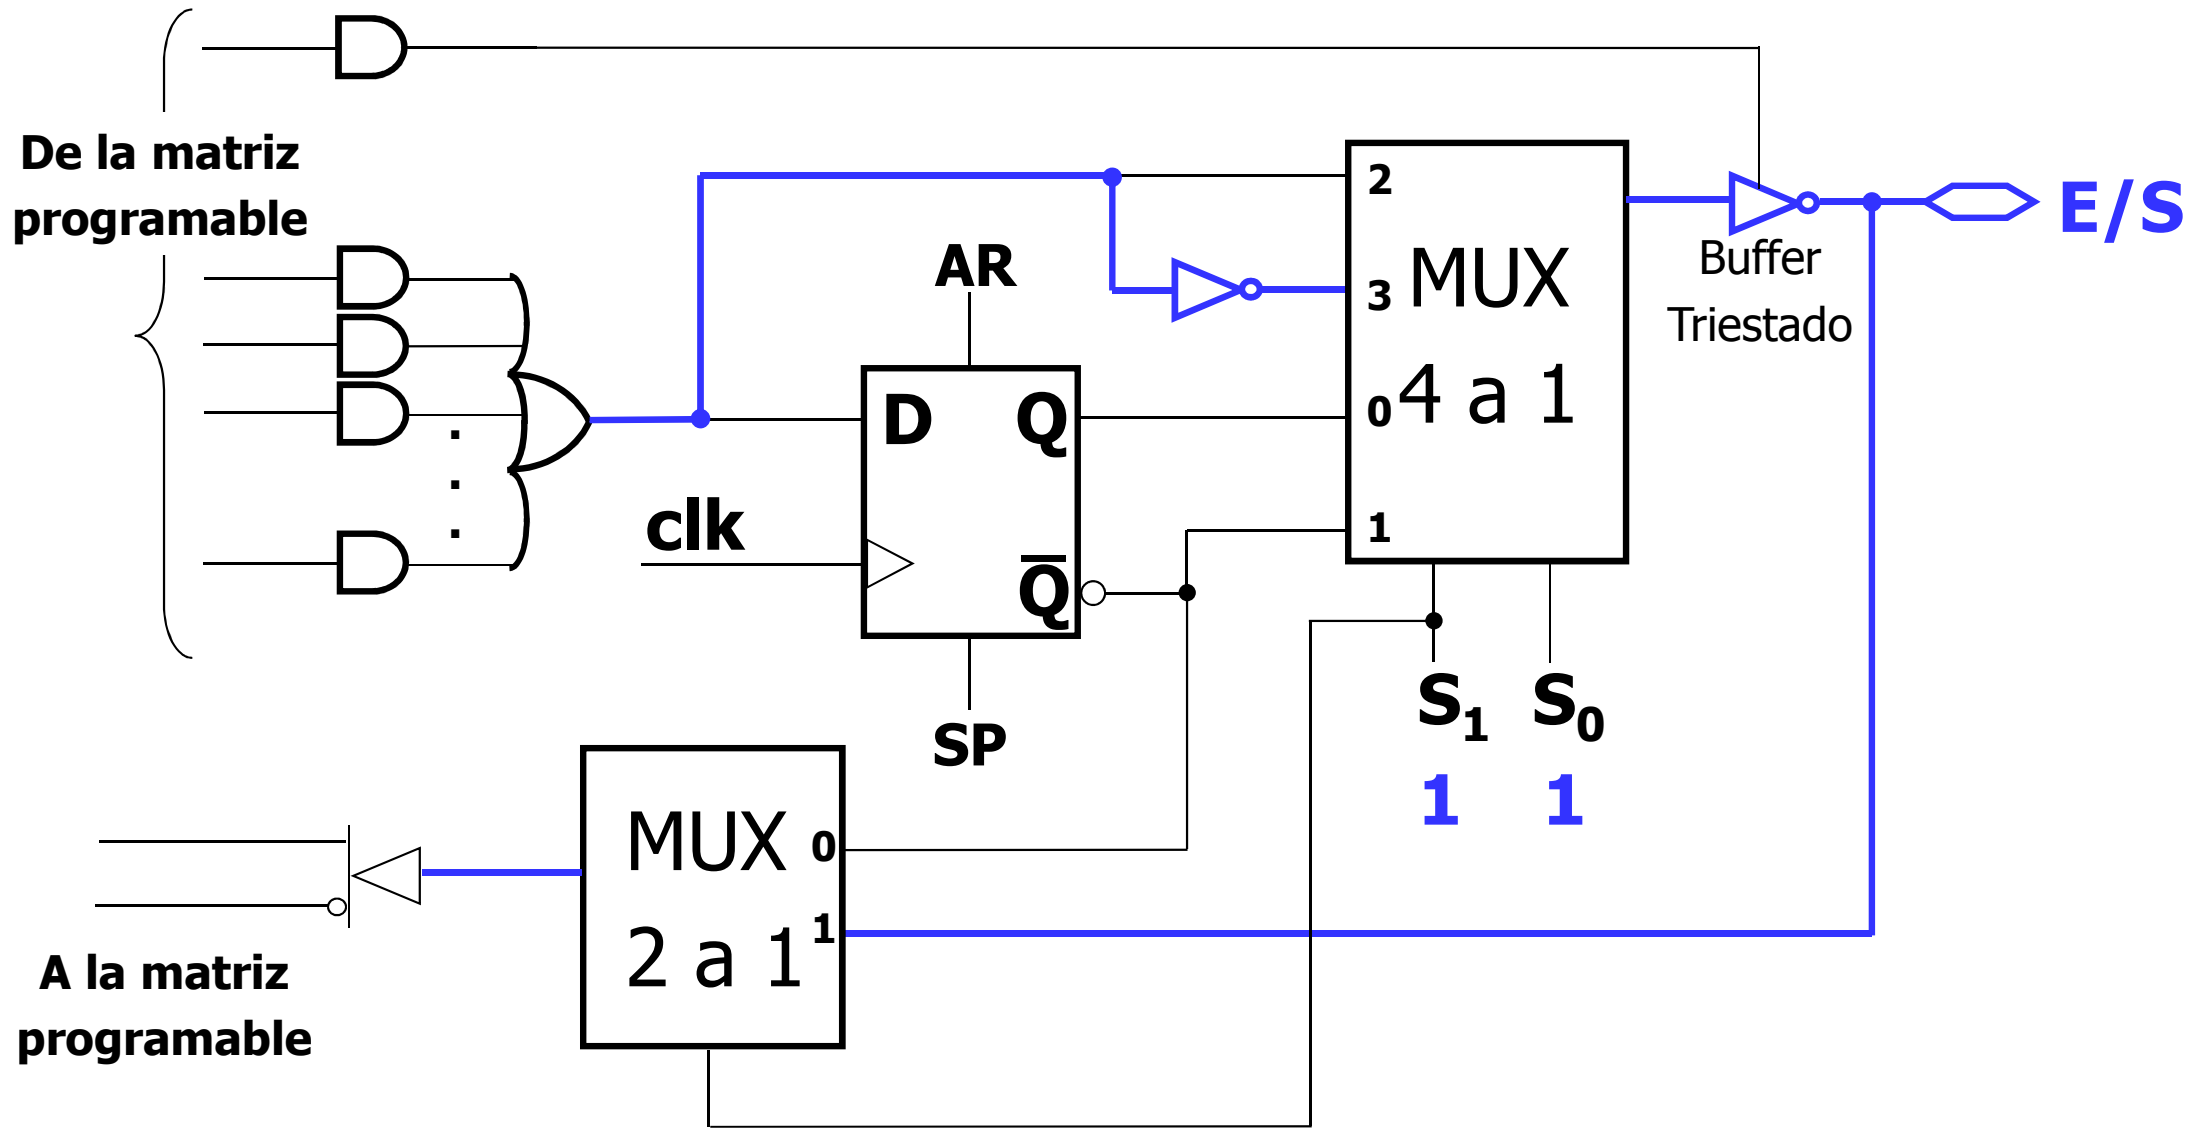 De la matriz
programable
AR
2
MUX
3
4 a 1
0
1
E/S
Buffer
Triestado
D
Q
clk
Q̅
SP
S₁
S₀
1
1
MUX
0
2 a 1
1
A la matriz
programable